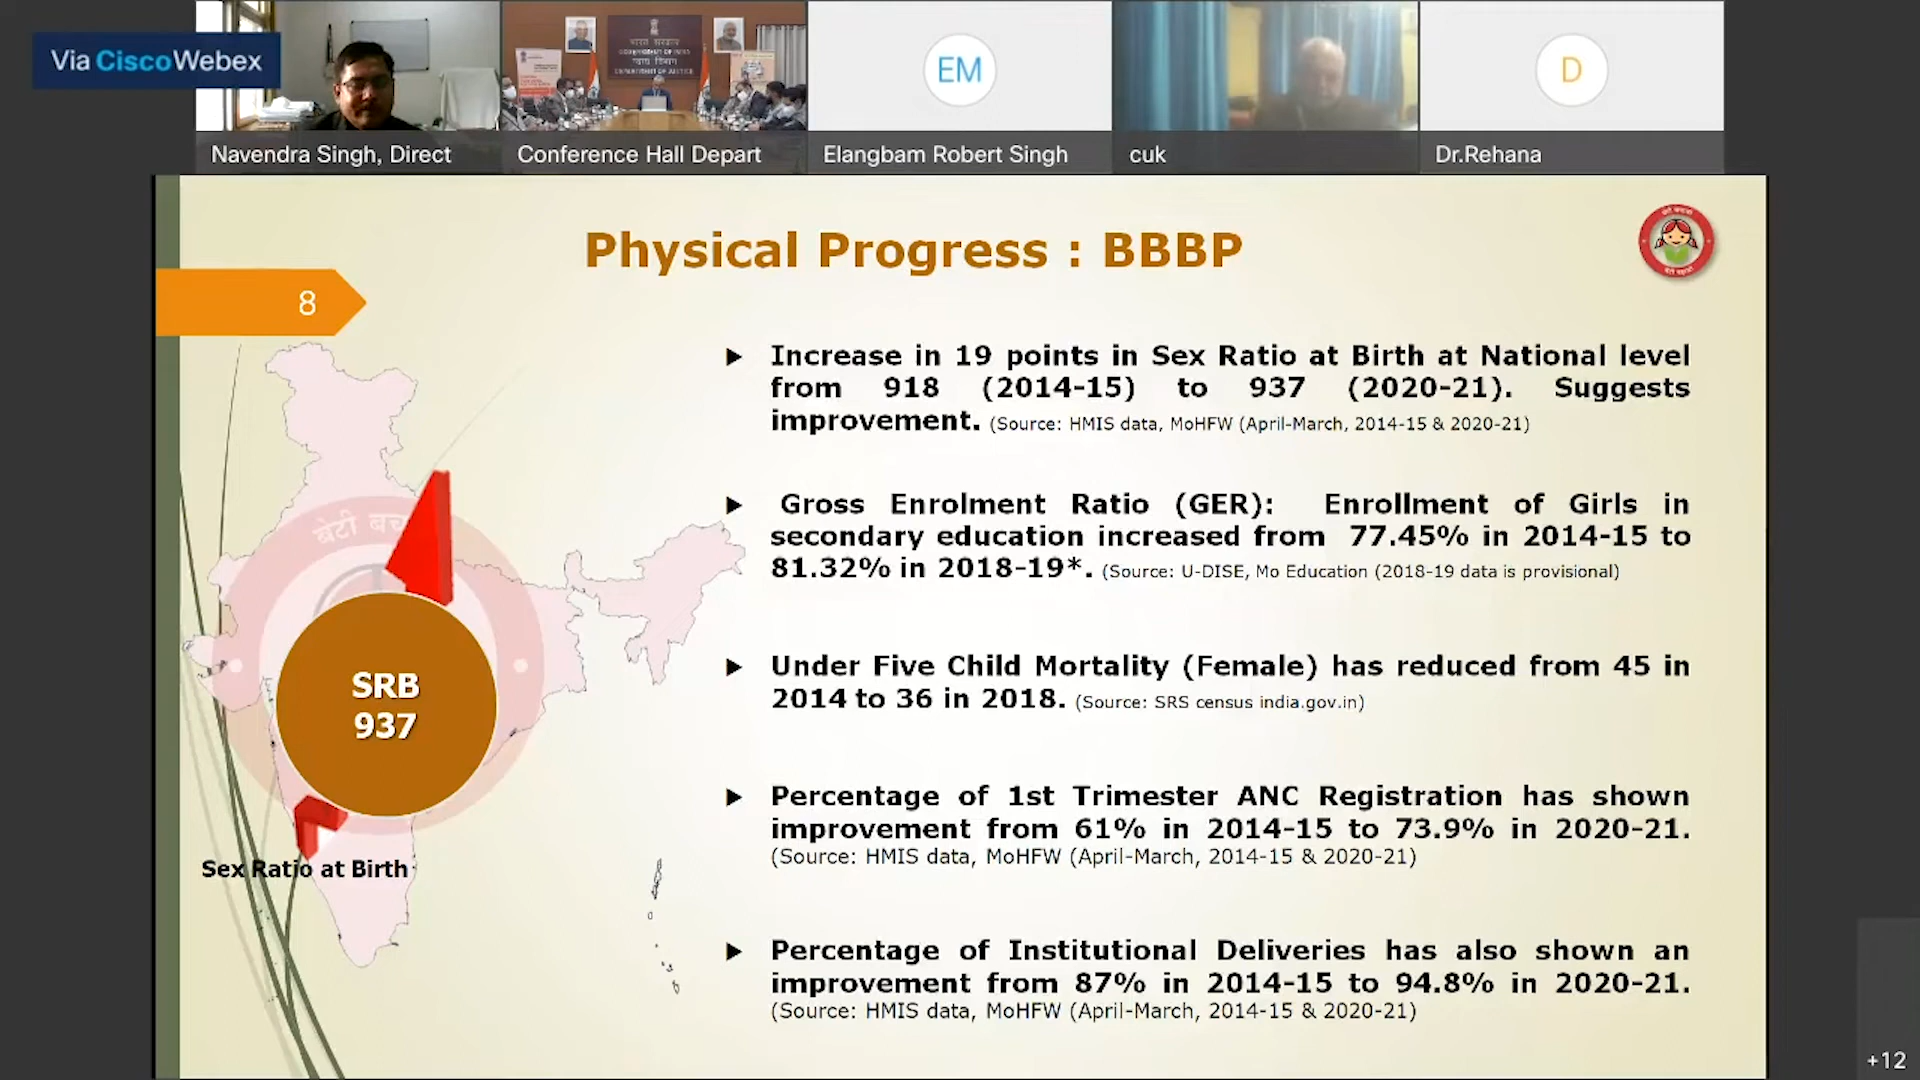 Via CiscoWebex
भारत सरकार
GOVERNMENT OF INDIA
न्याय विभाग
DEPARTMENT OF JUSTICE
EM
D
Navendra Singh, Direct
Conference Hall Depart
Elangbam Robert Singh
cuk
Dr.Rehana
Physical Progress : BBBP
8
Increase in 19 points in Sex Ratio at Birth at National level
from 918 (2014-15) to 937 (2020-21). Suggests
improvement. (Source: HMIS data, MoHFW (April-March, 2014-15 & 2020-21)
Gross Enrolment Ratio (GER): Enrollment of Girls in
secondary education increased from 77.45% in 2014-15 to
81.32% in 2018-19*. (Source: U-DISE, Mo Education (2018-19 data is provisional)
बेटी बच
Under Five Child Mortality (Female) has reduced from 45 in
2014 to 36 in 2018. (Source: SRS census india.gov.in)
SRB
937
Percentage of 1st Trimester ANC Registration has shown
improvement from 61% in 2014-15 to 73.9% in 2020-21.
(Source: HMIS data, MoHFW (April-March, 2014-15 & 2020-21)
Sex Ratio at Birth
Percentage of Institutional Deliveries has also shown an
improvement from 87% in 2014-15 to 94.8% in 2020-21.
(Source: HMIS data, MoHFW (April-March, 2014-15 & 2020-21)
+12